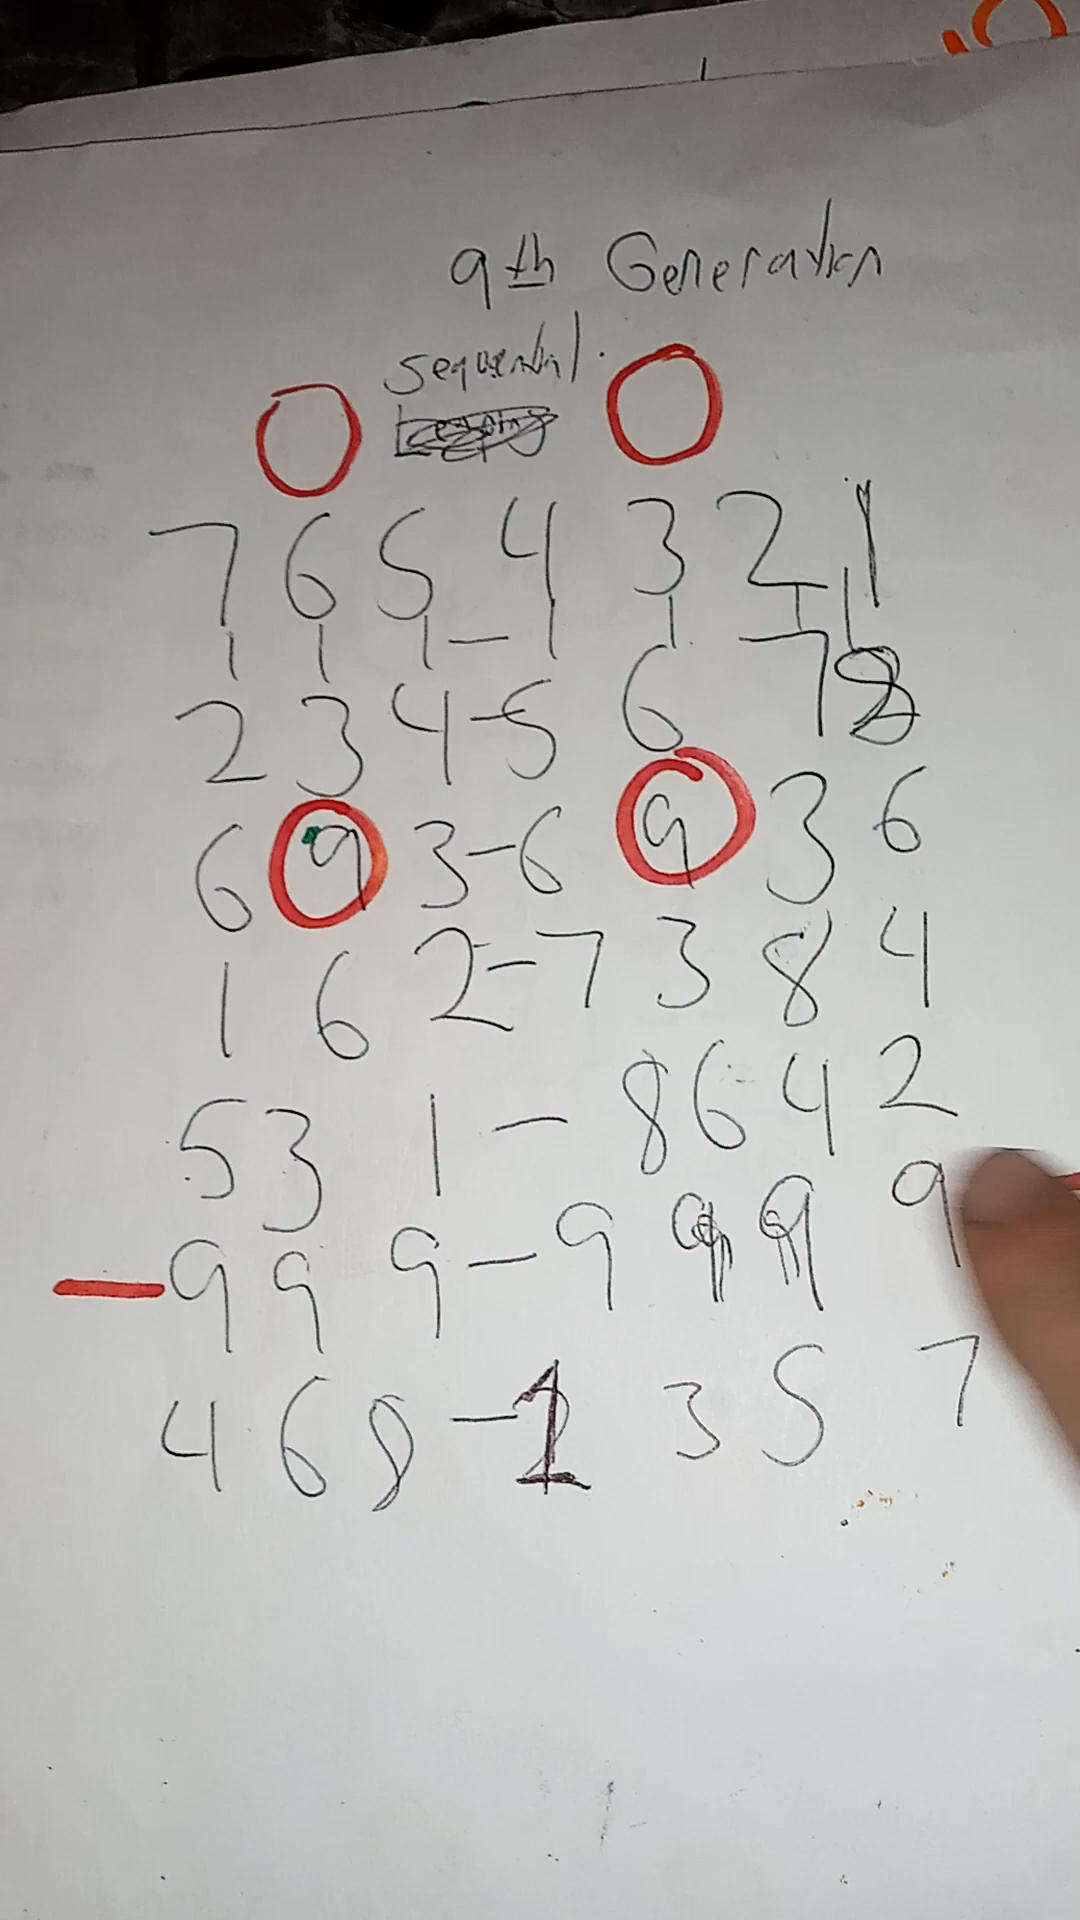 9th Generation
sequential.
7 6 5 4 3 2 1
2 3 4 - 5 6 7 8
6 9 3 - 6 9 3 6
1 6 2 = 7 3 8 4
5 3 1 - 8 6 4 2
- 9 9 9 - 9 9 9 9
4 6 8 - 1 3 5 7